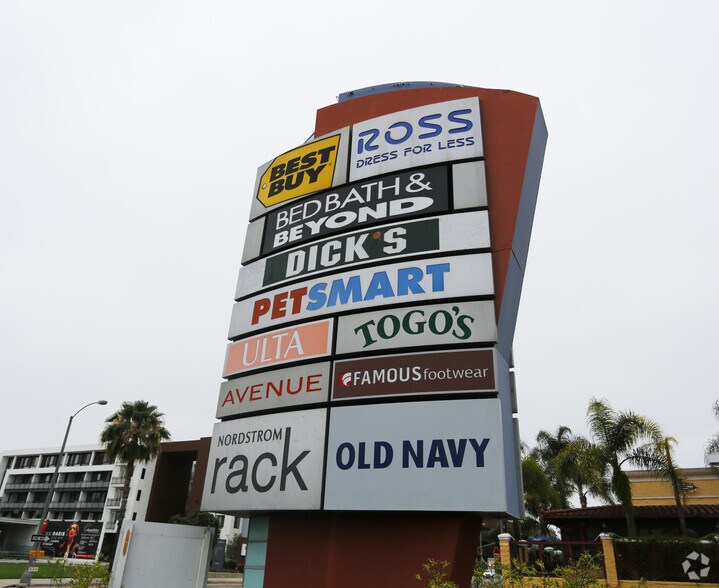 BEST
BUY
ROSS
DRESS FOR LESS
BED BATH &
BEYOND
DICK'S
PETSMART
ULTA
TOGO'S
AVENUE
FAMOUS footwear
NORDSTROM
rack
OLD NAVY